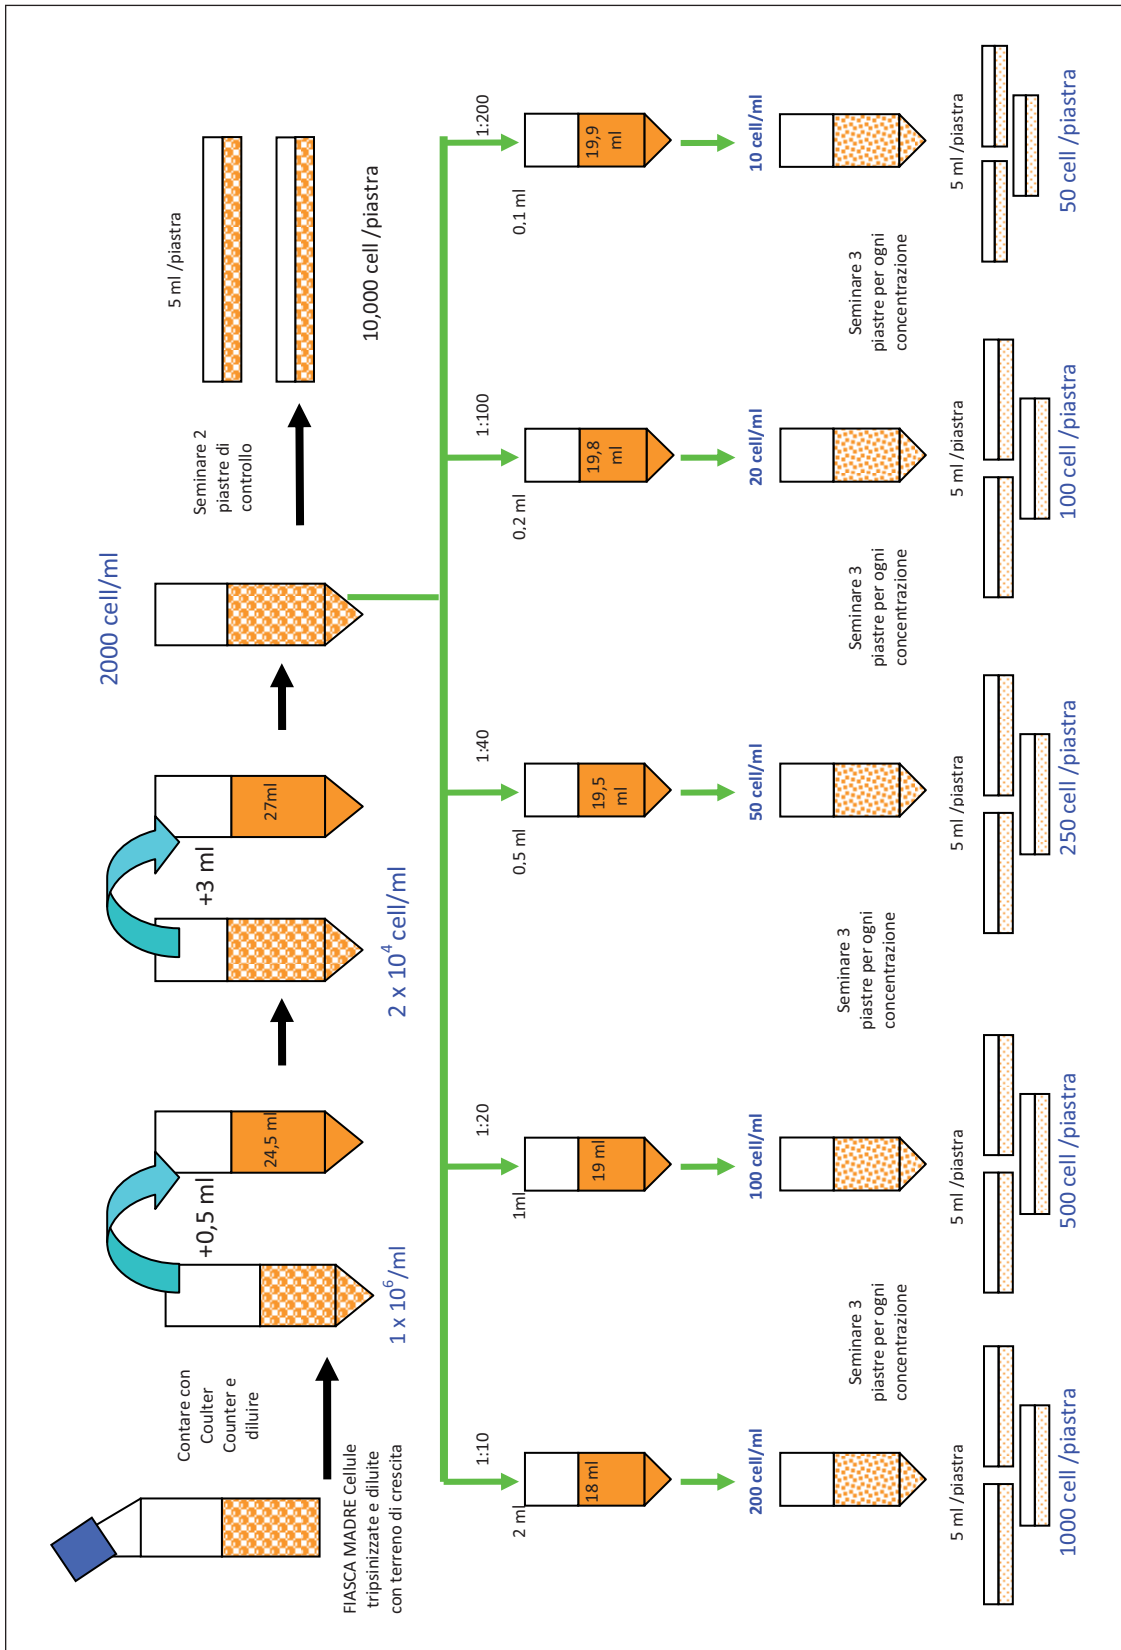 FIASCA MADRE Cellule
tripsinizzate e diluite
con terreno di crescita
Contare con
Coulter
Counter e
diluire
1 x 10⁶/ml
+0,5 ml
24,5 ml
2 x 10⁴ cell/ml
+3 ml
27ml
2000 cell/ml
Seminare 2
piastre di
controllo
5 ml /piastra
10,000 cell /piastra
1:10
2 ml
18 ml
200 cell/ml
5 ml /piastra
1000 cell /piastra
Seminare 3
piastre per ogni
concentrazione
1:20
1ml
19 ml
100 cell/ml
5 ml /piastra
500 cell /piastra
Seminare 3
piastre per ogni
concentrazione
1:40
0,5 ml
19,5
ml
50 cell/ml
5 ml /piastra
250 cell /piastra
Seminare 3
piastre per ogni
concentrazione
1:100
0,2 ml
19,8
ml
20 cell/ml
5 ml /piastra
100 cell /piastra
Seminare 3
piastre per ogni
concentrazione
1:200
0,1 ml
19,9
ml
10 cell/ml
5 ml /piastra
50 cell /piastra